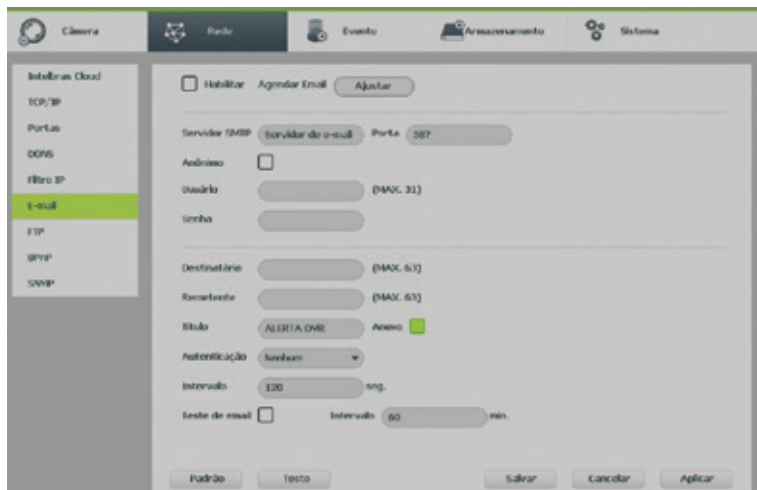 Câmera Rede Evento Armazenamento Sistema
Intelbras Cloud
TCP/IP
Portas
DDNS
Filtro IP
E-mail
FTP
UPnP
SNMP
Habilitar Agendar Email Ajustar
Servidor SMTP Servidor de e-mail Porta 587
Anônimo
Usuário (MAX. 31)
Senha
Destinatário (MAX. 63)
Remetente (MAX. 63)
Título ALERTA DVR Anexo
Autenticação Nenhum
Intervalo 120 seg.
Teste de email Intervalo 60 min.
Padrão Teste Salvar Cancelar Aplicar